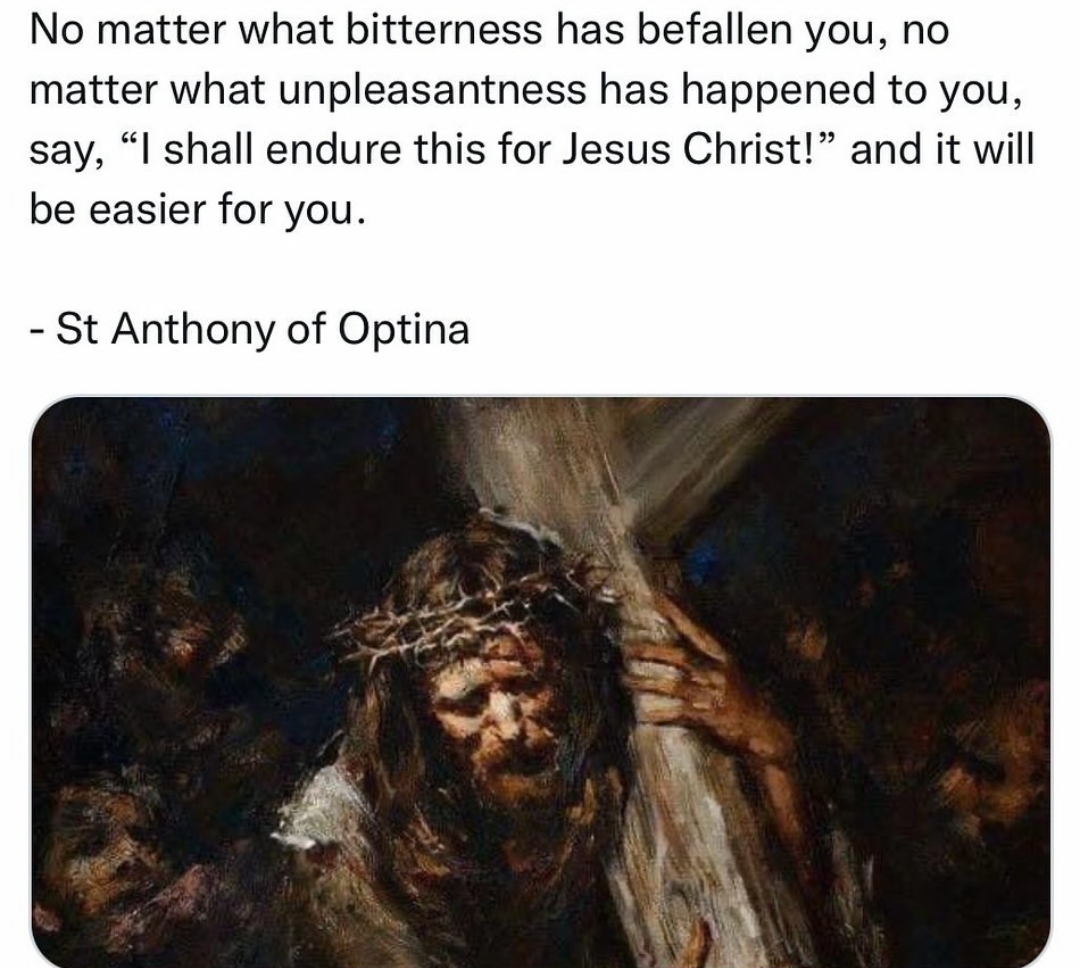 No matter what bitterness has befallen you, no
matter what unpleasantness has happened to you,
say, “I shall endure this for Jesus Christ!” and it will
be easier for you.
- St Anthony of Optina